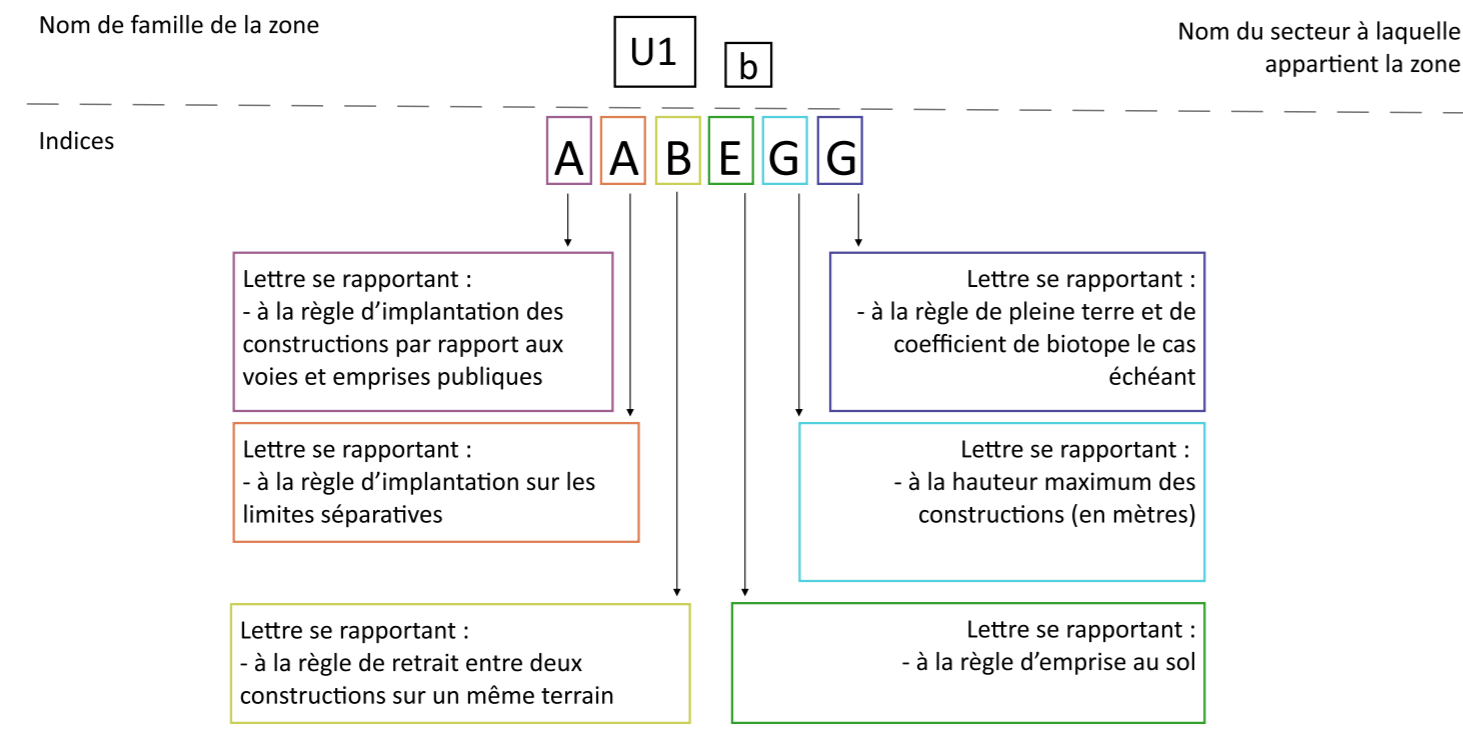 Nom de famille de la zone
U1
b
Nom du secteur à laquelle
appartient la zone
Indices
A A B E G G
Lettre se rapportant :
- à la règle d'implantation des
constructions par rapport aux
voies et emprises publiques
Lettre se rapportant :
- à la règle de pleine terre et de
coefficient de biotope le cas
échéant
Lettre se rapportant :
- à la règle d'implantation sur les
limites séparatives
Lettre se rapportant :
- à la hauteur maximum des
constructions (en mètres)
Lettre se rapportant :
- à la règle de retrait entre deux
constructions sur un même terrain
Lettre se rapportant :
- à la règle d'emprise au sol